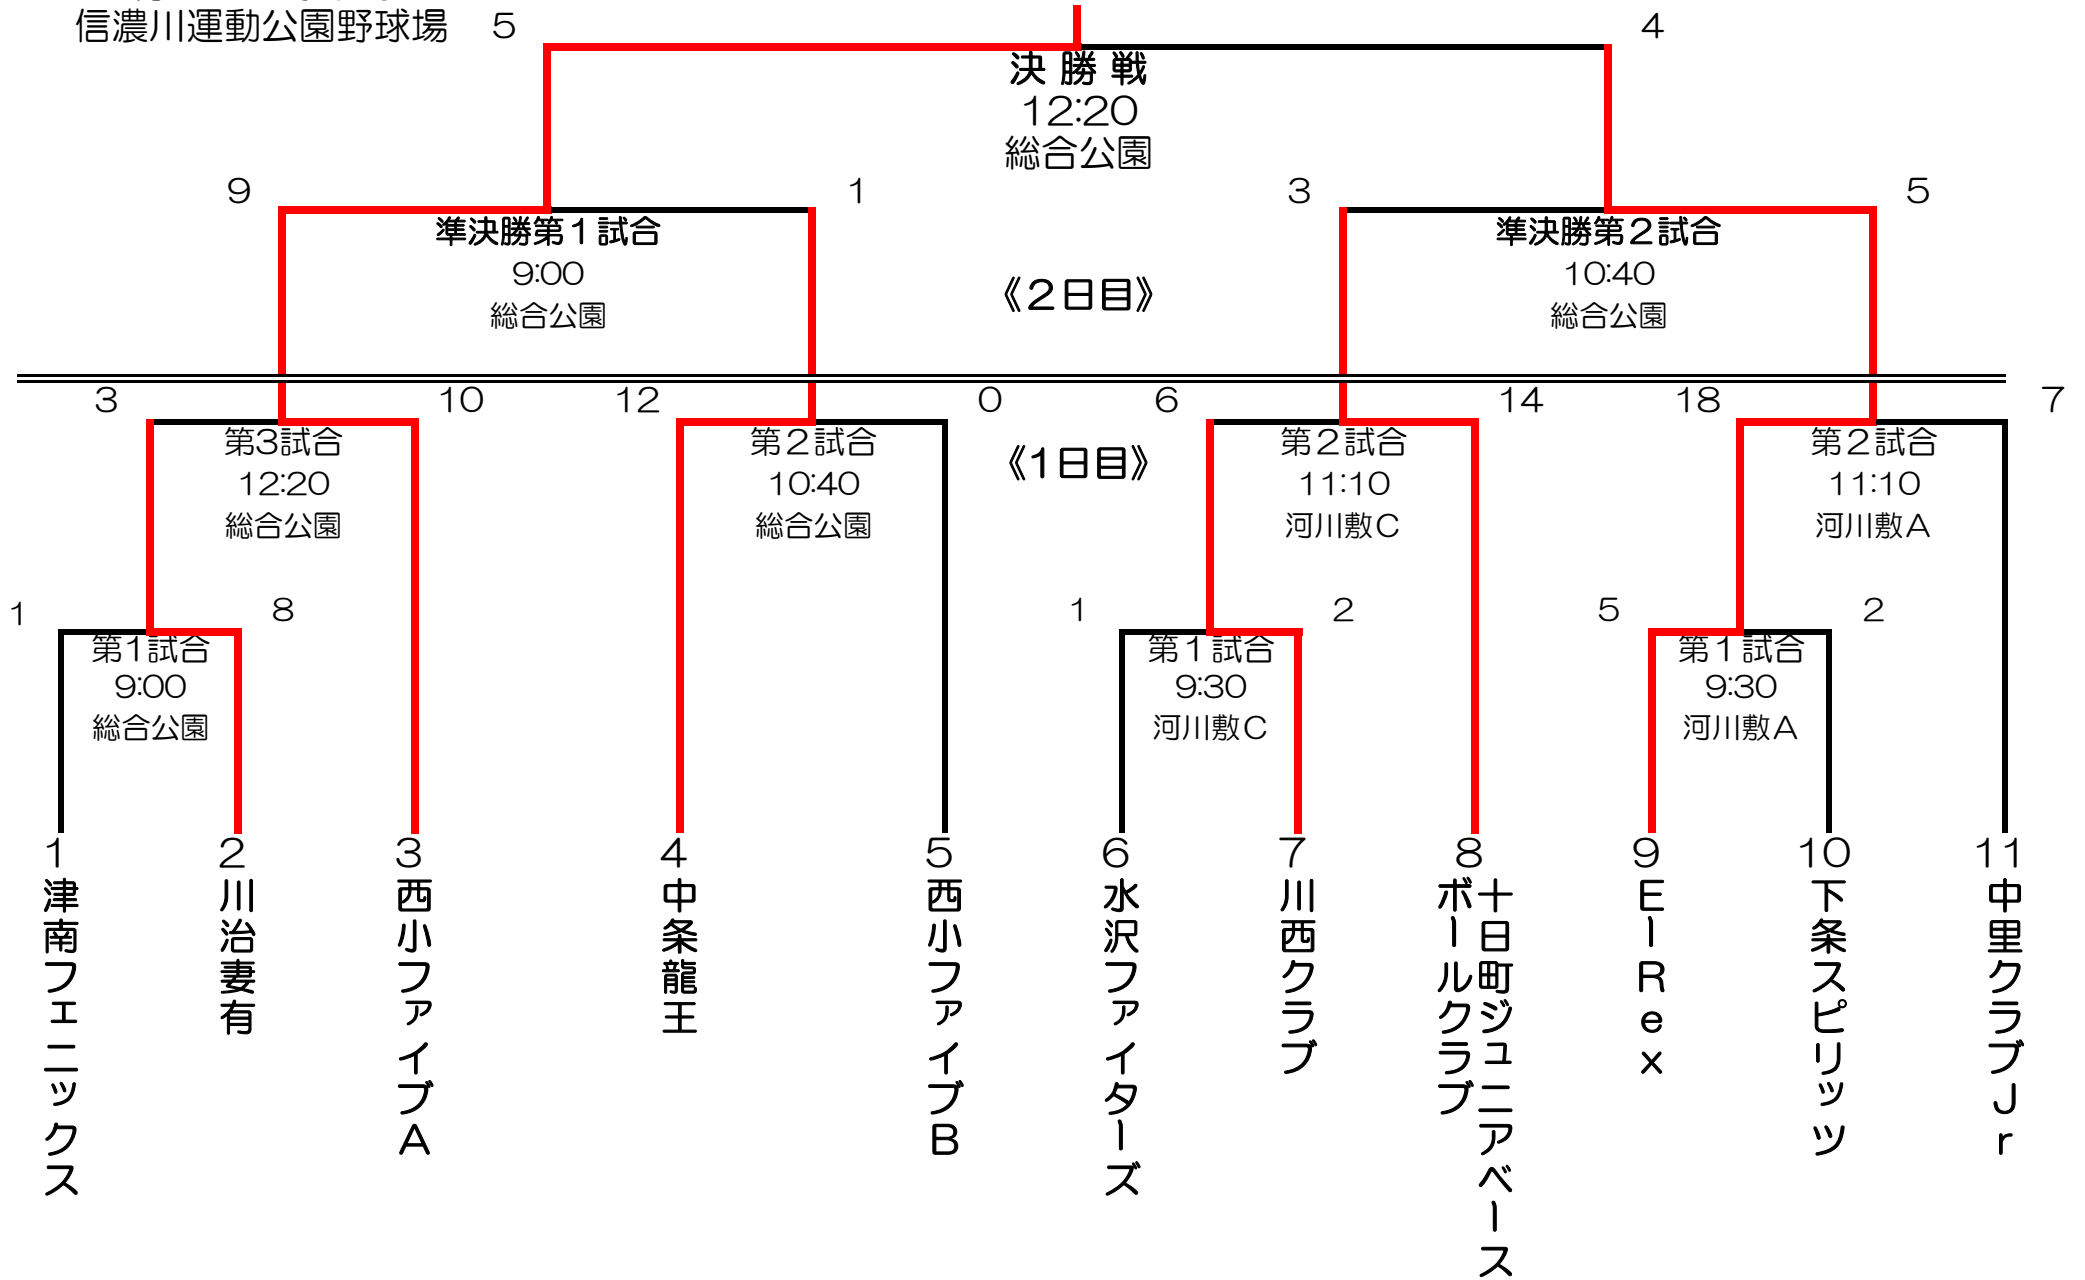 信濃川運動公園野球場
5
4
決勝戦
12:20
総合公園
9
1
3
5
準決勝第1試合
9:00
総合公園
《2日目》
準決勝第2試合
10:40
総合公園
3
10
12
0
6
14
18
7
第3試合
12:20
総合公園
第2試合
10:40
総合公園
《1日目》
第2試合
11:10
河川敷C
第2試合
11:10
河川敷A
1
8
1
2
5
2
第1試合
9:00
総合公園
第1試合
9:30
河川敷C
第1試合
9:30
河川敷A
1
津南フェニックス
2
川治妻有
3
西小ファイブA
4
中条龍王
5
西小ファイブB
6
水沢ファイターズ
7
川西クラブ
8
十日町ジュニアベース
ボールクラブ
9
E-Rex
10
下条スピリッツ
11
中里クラブJr